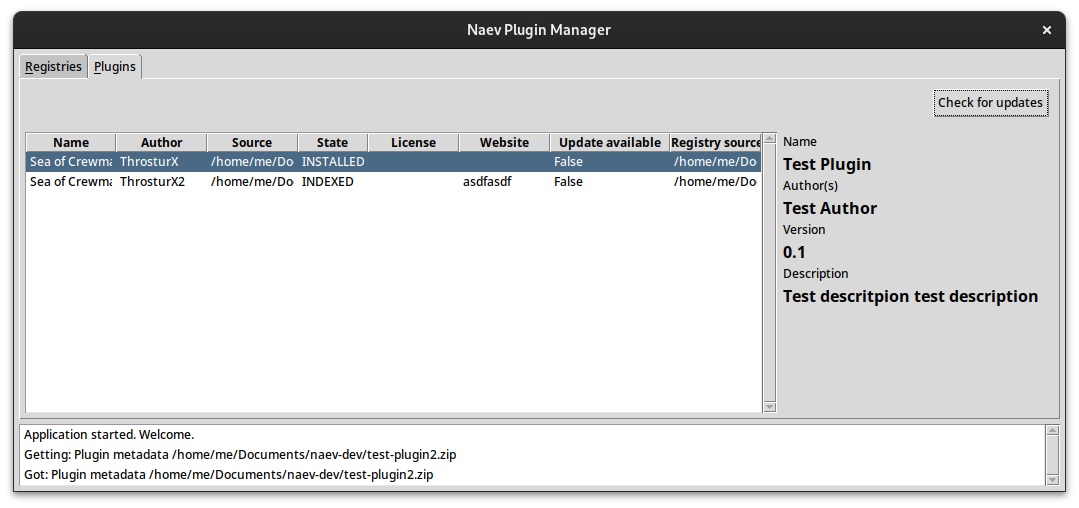 Naev Plugin Manager
Registries Plugins
Check for updates
Name Author Source State License Website Update available Registry source
Sea of Crewma ThrosturX /home/me/Do INSTALLED False /home/me/Do
Sea of Crewma ThrosturX2 /home/me/Do INDEXED asdfasdf False /home/me/Do
Name
Test Plugin
Author(s)
Test Author
Version
0.1
Description
Test descritpion test description
Application started. Welcome.
Getting: Plugin metadata /home/me/Documents/naev-dev/test-plugin2.zip
Got: Plugin metadata /home/me/Documents/naev-dev/test-plugin2.zip